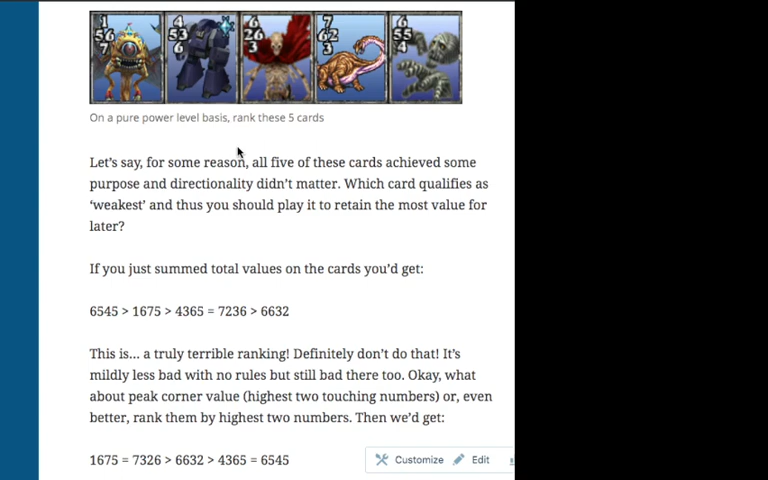 1 4 6 7 6
56 53 26 62 55
7 6 3 3 4
On a pure power level basis, rank these 5 cards
Let's say, for some reason, all five of these cards achieved some
purpose and directionality didn't matter. Which card qualifies as
‘weakest’ and thus you should play it to retain the most value for
later?
If you just summed total values on the cards you'd get:
6545 > 1675 > 4365 = 7236 > 6632
This is... a truly terrible ranking! Definitely don't do that! It's
mildly less bad with no rules but still bad there too. Okay, what
about peak corner value (highest two touching numbers) or, even
better, rank them by highest two numbers. Then we'd get:
1675 = 7326 > 6632 > 4365 = 6545
Customize Edit